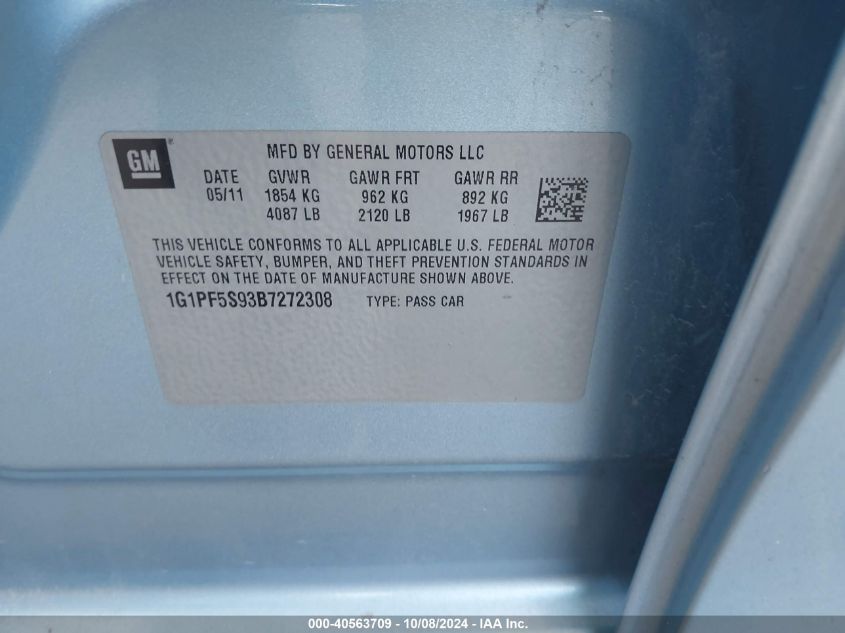 GM®
MFD BY GENERAL MOTORS LLC
DATE GVWR GAWR FRT GAWR RR
05/11 1854 KG 962 KG 892 KG
4087 LB 2120 LB 1967 LB
THIS VEHICLE CONFORMS TO ALL APPLICABLE U.S. FEDERAL MOTOR
VEHICLE SAFETY, BUMPER, AND THEFT PREVENTION STANDARDS IN
EFFECT ON THE DATE OF MANUFACTURE SHOWN ABOVE.
1G1PF5S93B7272308 TYPE: PASS CAR
000-40563709 - 10/08/2024 - IAA Inc.